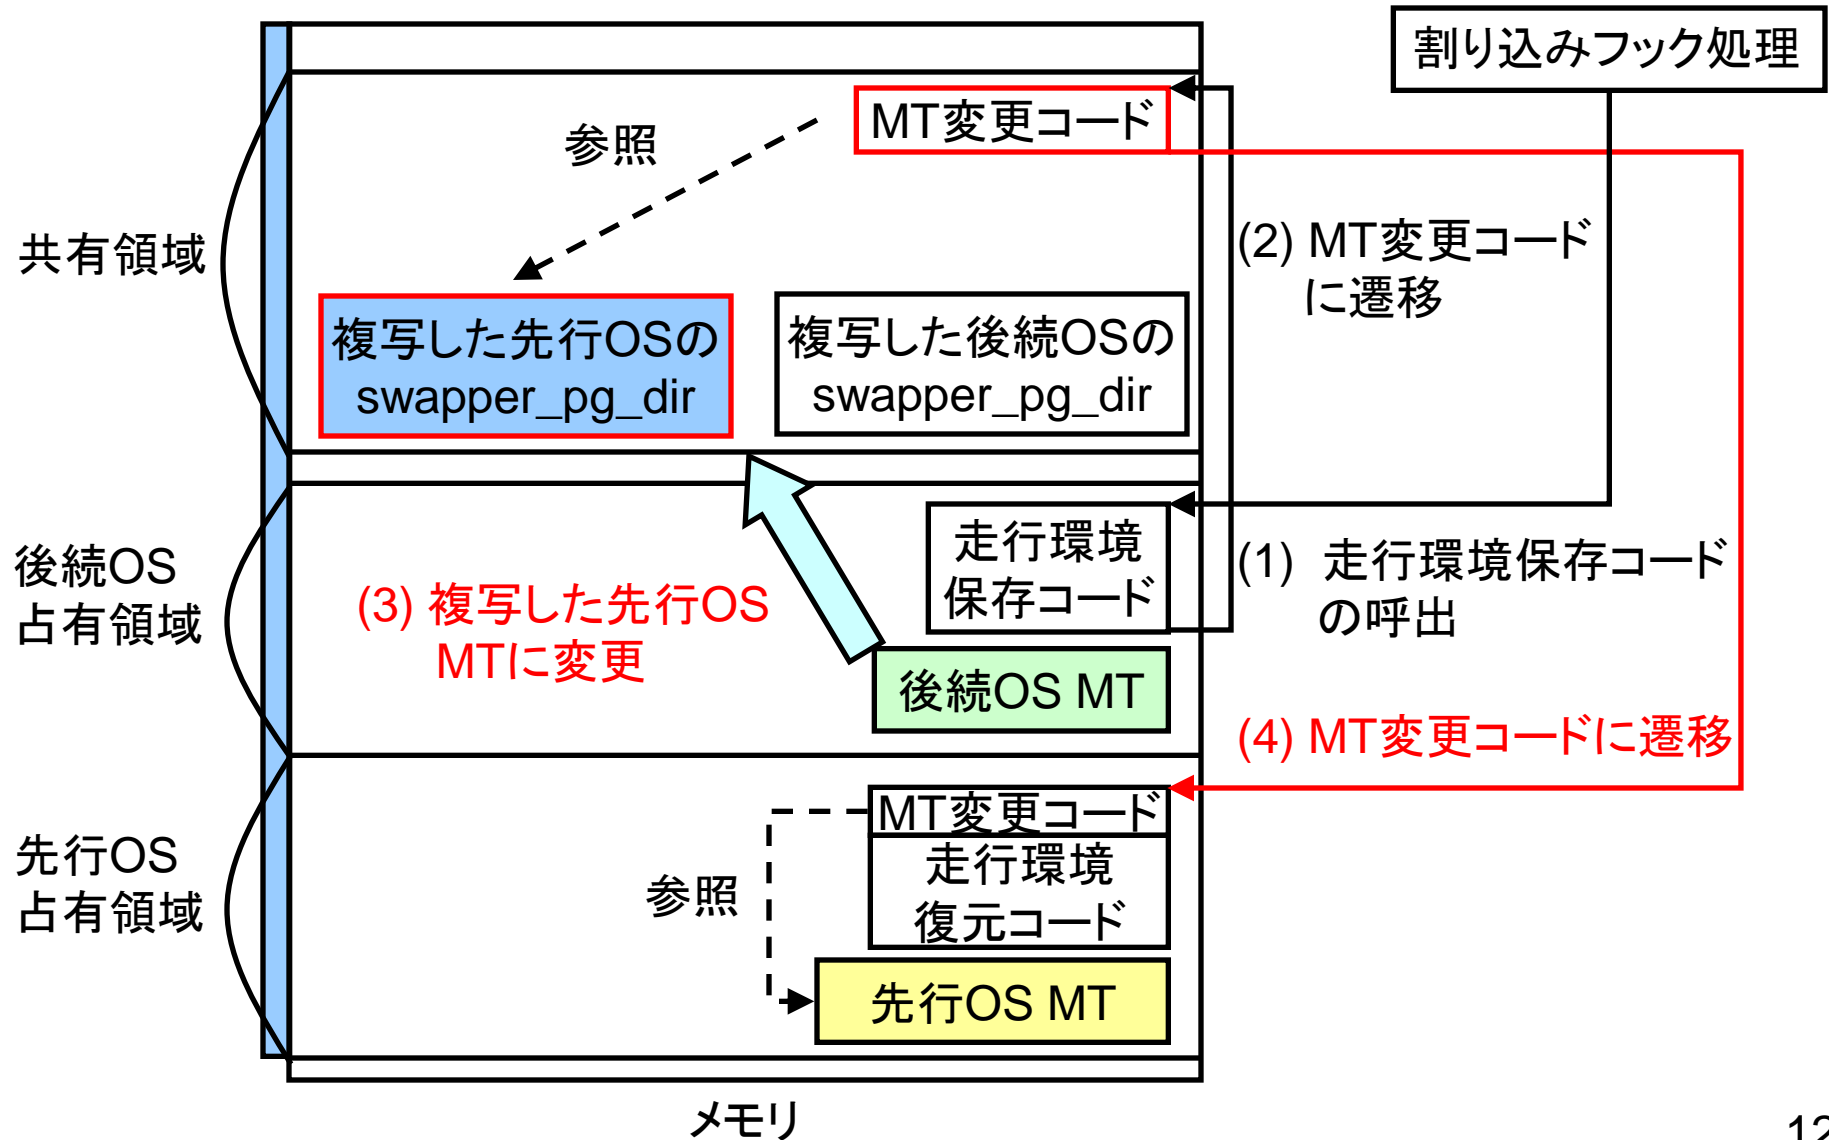 割り込みフック処理
MT変更コード
参照
共有領域
(2) MT変更コード
に遷移
複写した先行OSの
swapper_pg_dir
複写した後続OSの
swapper_pg_dir
後続OS
占有領域
走行環境
保存コード
(1) 走行環境保存コード
の呼出
(3) 複写した先行OS
MTに変更
後続OS MT
(4) MT変更コードに遷移
先行OS
占有領域
MT変更コード
走行環境
復元コード
参照
先行OS MT
メモリ
12